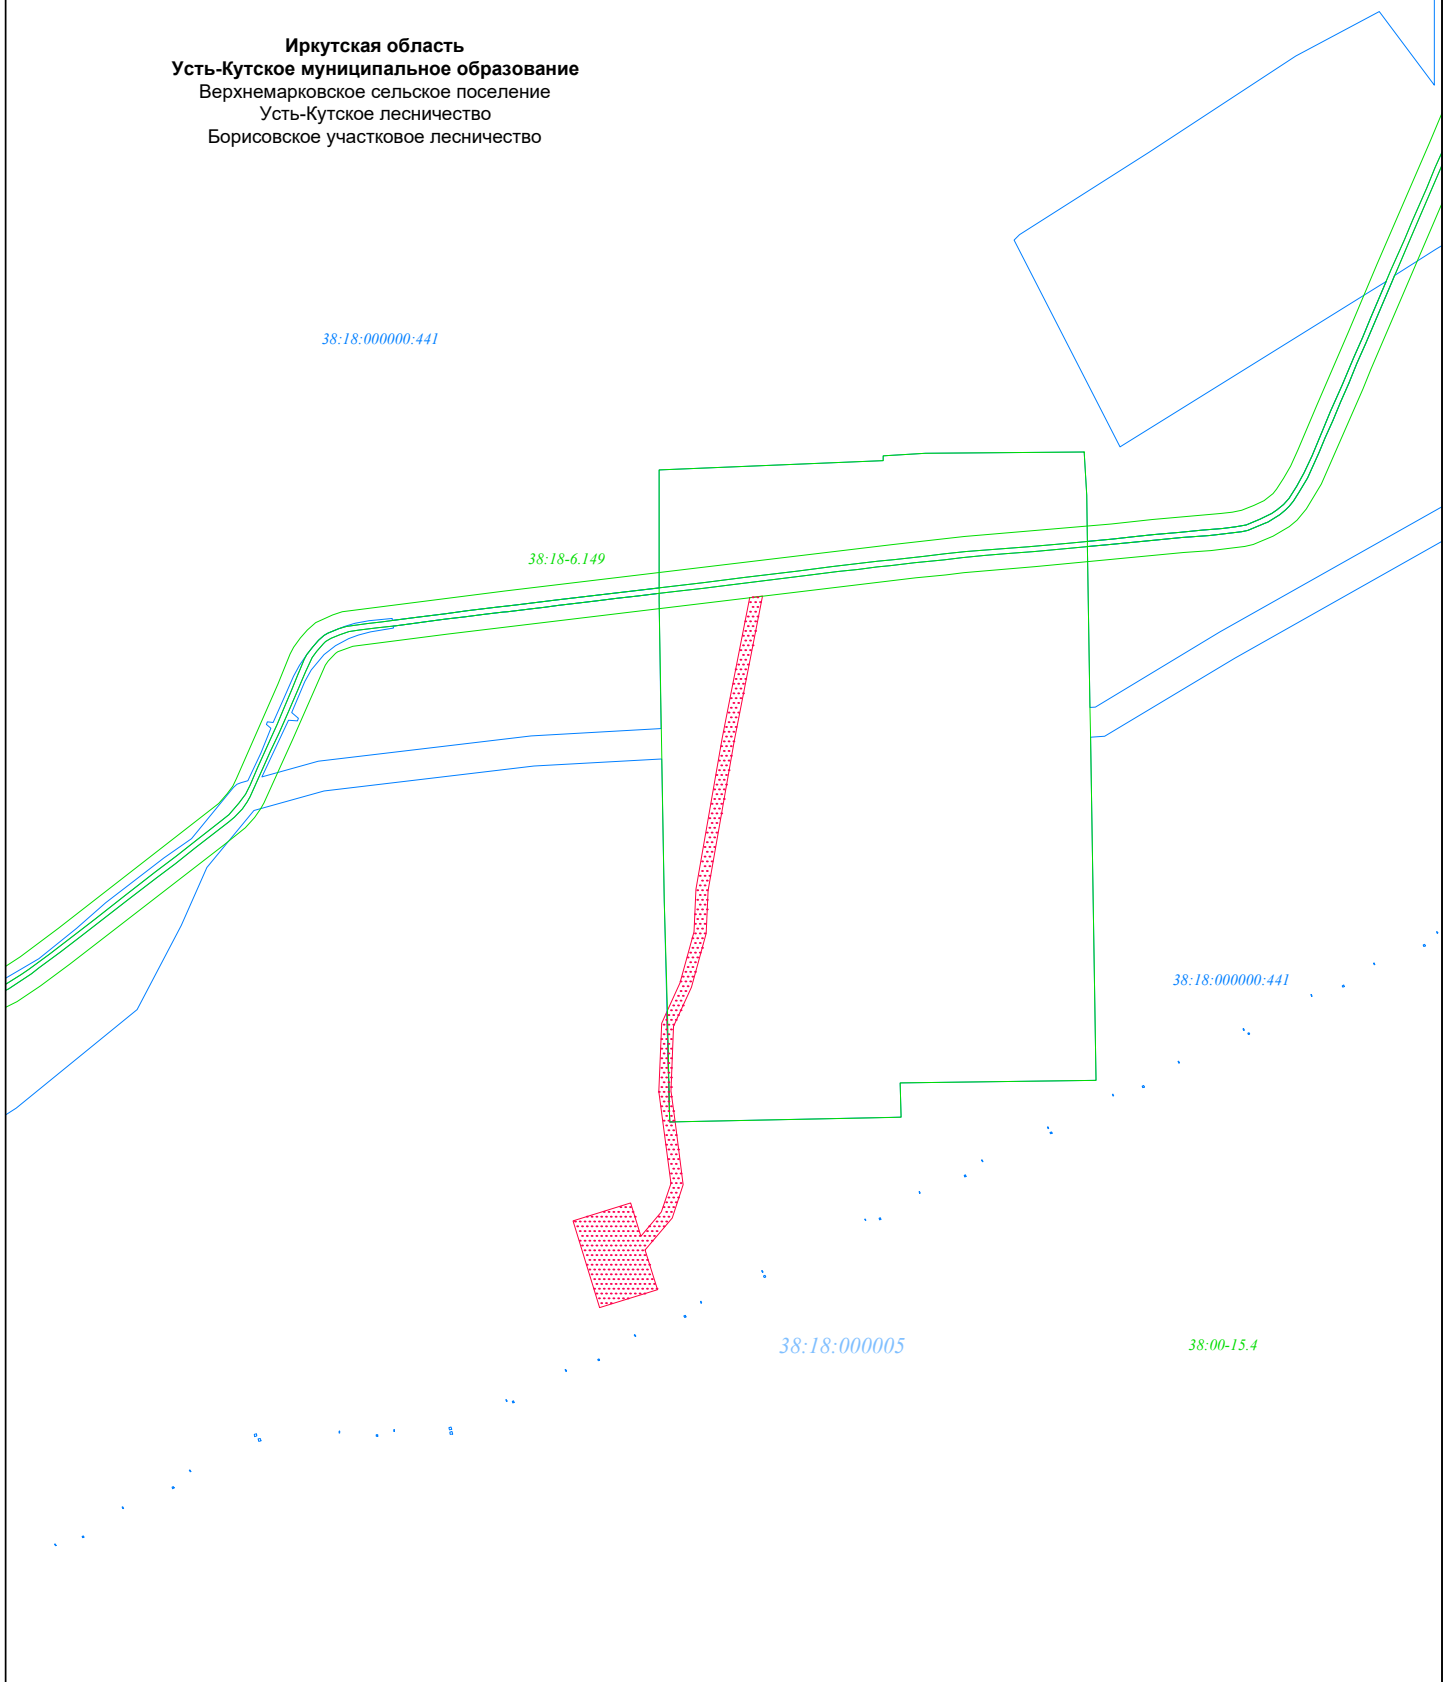 Иркутская область
Усть-Кутское муниципальное образование
Верхнемарковское сельское поселение
Усть-Кутское лесничество
Борисовское участковое лесничество
38:18:000000:441
38:18-6.149
38:18:000000:441
38:18:000005
38:00-15.4